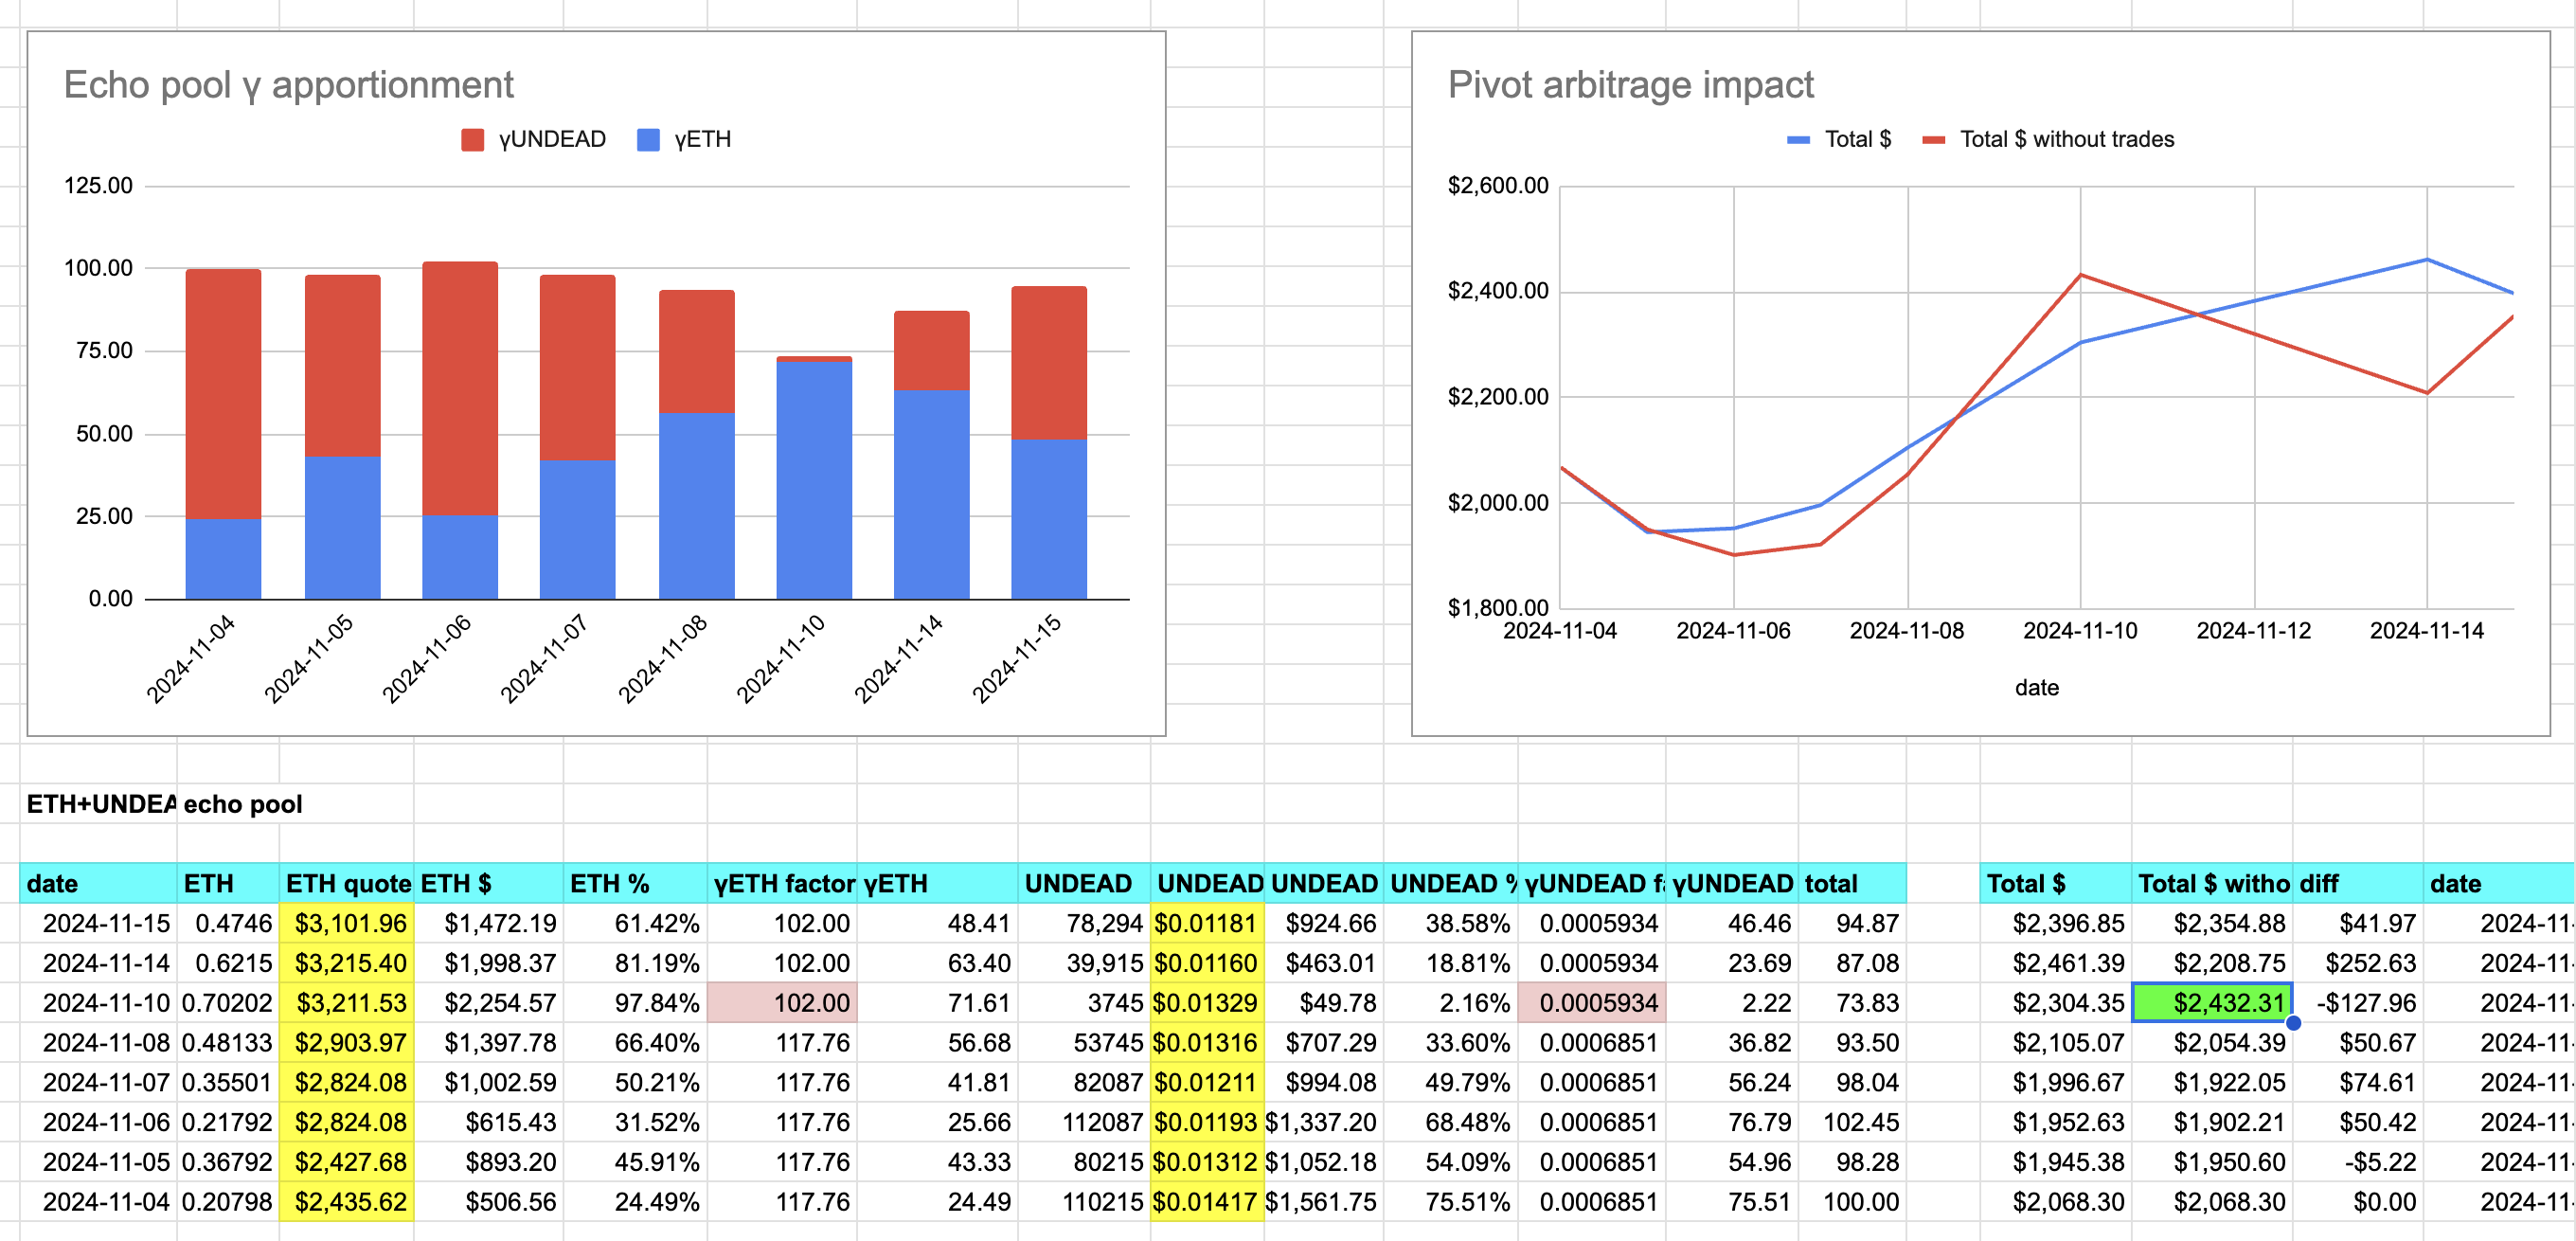 Echo pool γ apportionment
γUNDEAD γETH
125.00
100.00
75.00
50.00
25.00
0.00
2024-11-04 2024-11-05 2024-11-06 2024-11-07 2024-11-08 2024-11-10 2024-11-14 2024-11-15
Pivot arbitrage impact
Total $ Total $ without trades
$2,600.00
$2,400.00
$2,200.00
$2,000.00
$1,800.00
2024-11-04 2024-11-06 2024-11-08 2024-11-10 2024-11-12 2024-11-14
date
ETH+UNDEA echo pool
date ETH ETH quote ETH $ ETH % γETH factor γETH UNDEAD UNDEAD UNDEAD UNDEAD % γUNDEAD fa γUNDEAD total Total $ Total $ witho diff date
2024-11-15 0.4746 $3,101.96 $1,472.19 61.42% 102.00 48.41 78,294 $0.01181 $924.66 38.58% 0.0005934 46.46 94.87 $2,396.85 $2,354.88 $41.97 2024-11-
2024-11-14 0.6215 $3,215.40 $1,998.37 81.19% 102.00 63.40 39,915 $0.01160 $463.01 18.81% 0.0005934 23.69 87.08 $2,461.39 $2,208.75 $252.63 2024-11-
2024-11-10 0.70202 $3,211.53 $2,254.57 97.84% 102.00 71.61 3745 $0.01329 $49.78 2.16% 0.0005934 2.22 73.83 $2,304.35 $2,432.31 -$127.96 2024-11-
2024-11-08 0.48133 $2,903.97 $1,397.78 66.40% 117.76 56.68 53745 $0.01316 $707.29 33.60% 0.0006851 36.82 93.50 $2,105.07 $2,054.39 $50.67 2024-11-
2024-11-07 0.35501 $2,824.08 $1,002.59 50.21% 117.76 41.81 82087 $0.01211 $994.08 49.79% 0.0006851 56.24 98.04 $1,996.67 $1,922.05 $74.61 2024-11-
2024-11-06 0.21792 $2,824.08 $615.43 31.52% 117.76 25.66 112087 $0.01193 $1,337.20 68.48% 0.0006851 76.79 102.45 $1,952.63 $1,902.21 $50.42 2024-11-
2024-11-05 0.36792 $2,427.68 $893.20 45.91% 117.76 43.33 80215 $0.01312 $1,052.18 54.09% 0.0006851 54.96 98.28 $1,945.38 $1,950.60 -$5.22 2024-11-
2024-11-04 0.20798 $2,435.62 $506.56 24.49% 117.76 24.49 110215 $0.01417 $1,561.75 75.51% 0.0006851 75.51 100.00 $2,068.30 $2,068.30 $0.00 2024-11-